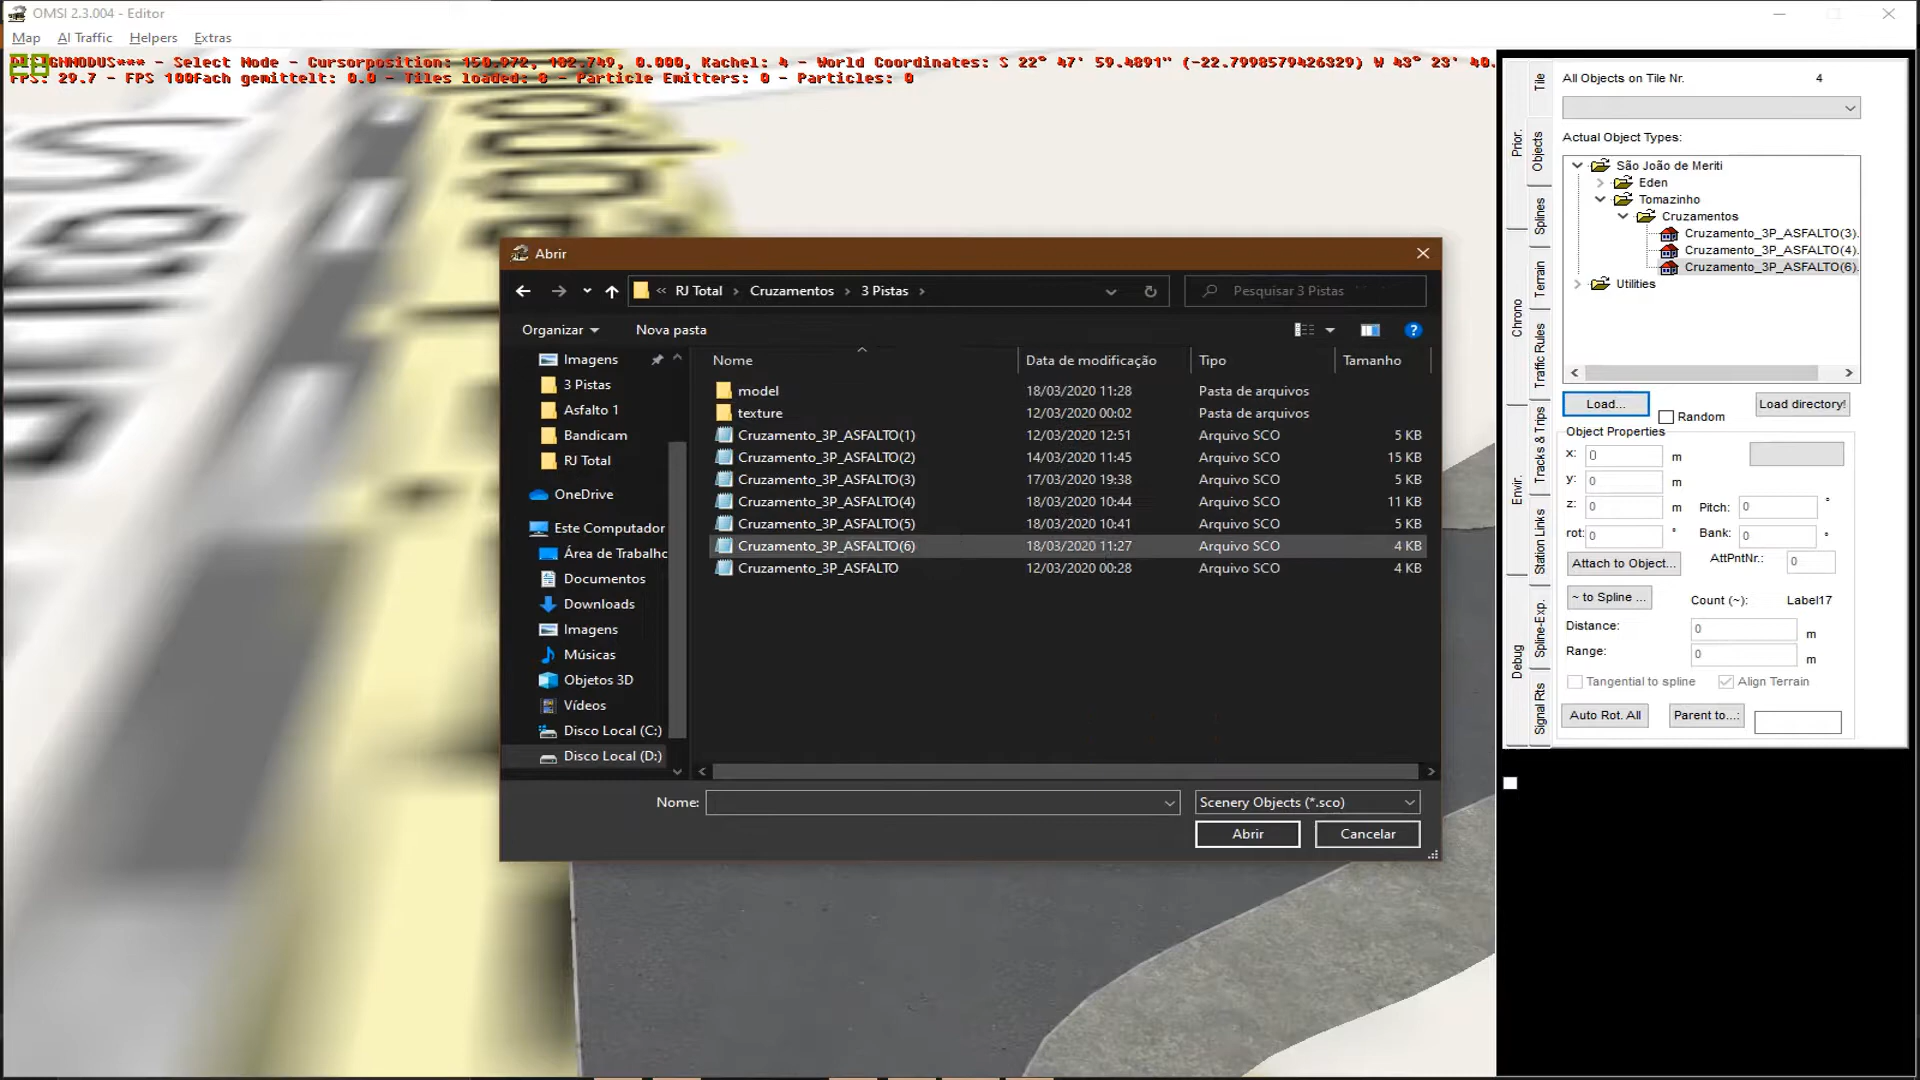 OMSI 2.3.004 - Editor
Map AI Traffic Helpers Extras
*** - Select Mode - Cursorposition: 150.972, 102.749, 0.000, Kachel: 4 - World Coordinates: S 22° 47' 59.4891" (-22.7998579426329) W 43° 23' 40.
FPS: 29.7 - FPS 100Fach gemittelt: 0.0 - Tiles loaded: 0 - Particle Emitters: 0 - Particles: 0
Abrir
« RJ Total › Cruzamentos › 3 Pistas ›
Pesquisar 3 Pistas
Organizar Nova pasta
Imagens
3 Pistas
Asfalto 1
Bandicam
RJ Total
OneDrive
Este Computador
Área de Trabalho
Documentos
Downloads
Imagens
Músicas
Objetos 3D
Vídeos
Disco Local (C:)
Disco Local (D:)
Nome Data de modificação Tipo Tamanho
model 18/03/2020 11:28 Pasta de arquivos
texture 12/03/2020 00:02 Pasta de arquivos
Cruzamento_3P_ASFALTO(1) 12/03/2020 12:51 Arquivo SCO 5 KB
Cruzamento_3P_ASFALTO(2) 14/03/2020 11:45 Arquivo SCO 15 KB
Cruzamento_3P_ASFALTO(3) 17/03/2020 19:38 Arquivo SCO 5 KB
Cruzamento_3P_ASFALTO(4) 18/03/2020 10:44 Arquivo SCO 11 KB
Cruzamento_3P_ASFALTO(5) 18/03/2020 10:41 Arquivo SCO 5 KB
Cruzamento_3P_ASFALTO(6) 18/03/2020 11:27 Arquivo SCO 4 KB
Cruzamento_3P_ASFALTO 12/03/2020 00:28 Arquivo SCO 4 KB
Nome: Scenery Objects (*.sco)
Abrir Cancelar
Prior.
Chrono
Envir.
Debug
Tile
Objects
Splines
Terrain
Traffic Rules
Tracks & Trips
Station Links
Spline-Exp.
Signal Rts
All Objects on Tile Nr. 4
Actual Object Types:
São João de Meriti
Eden
Tomazinho
Cruzamentos
Cruzamento_3P_ASFALTO(3).
Cruzamento_3P_ASFALTO(4).
Cruzamento_3P_ASFALTO(6).
Utilities
Load... Random Load directory!
Object Properties
x: 0 m
y: 0 m
z: 0 m Pitch: 0 °
rot: 0 ° Bank: 0 °
Attach to Object... AttPntNr.: 0
~ to Spline ... Count (~): Label17
Distance: 0 m
Range: 0 m
Tangential to spline Align Terrain
Auto Rot. All Parent to...: